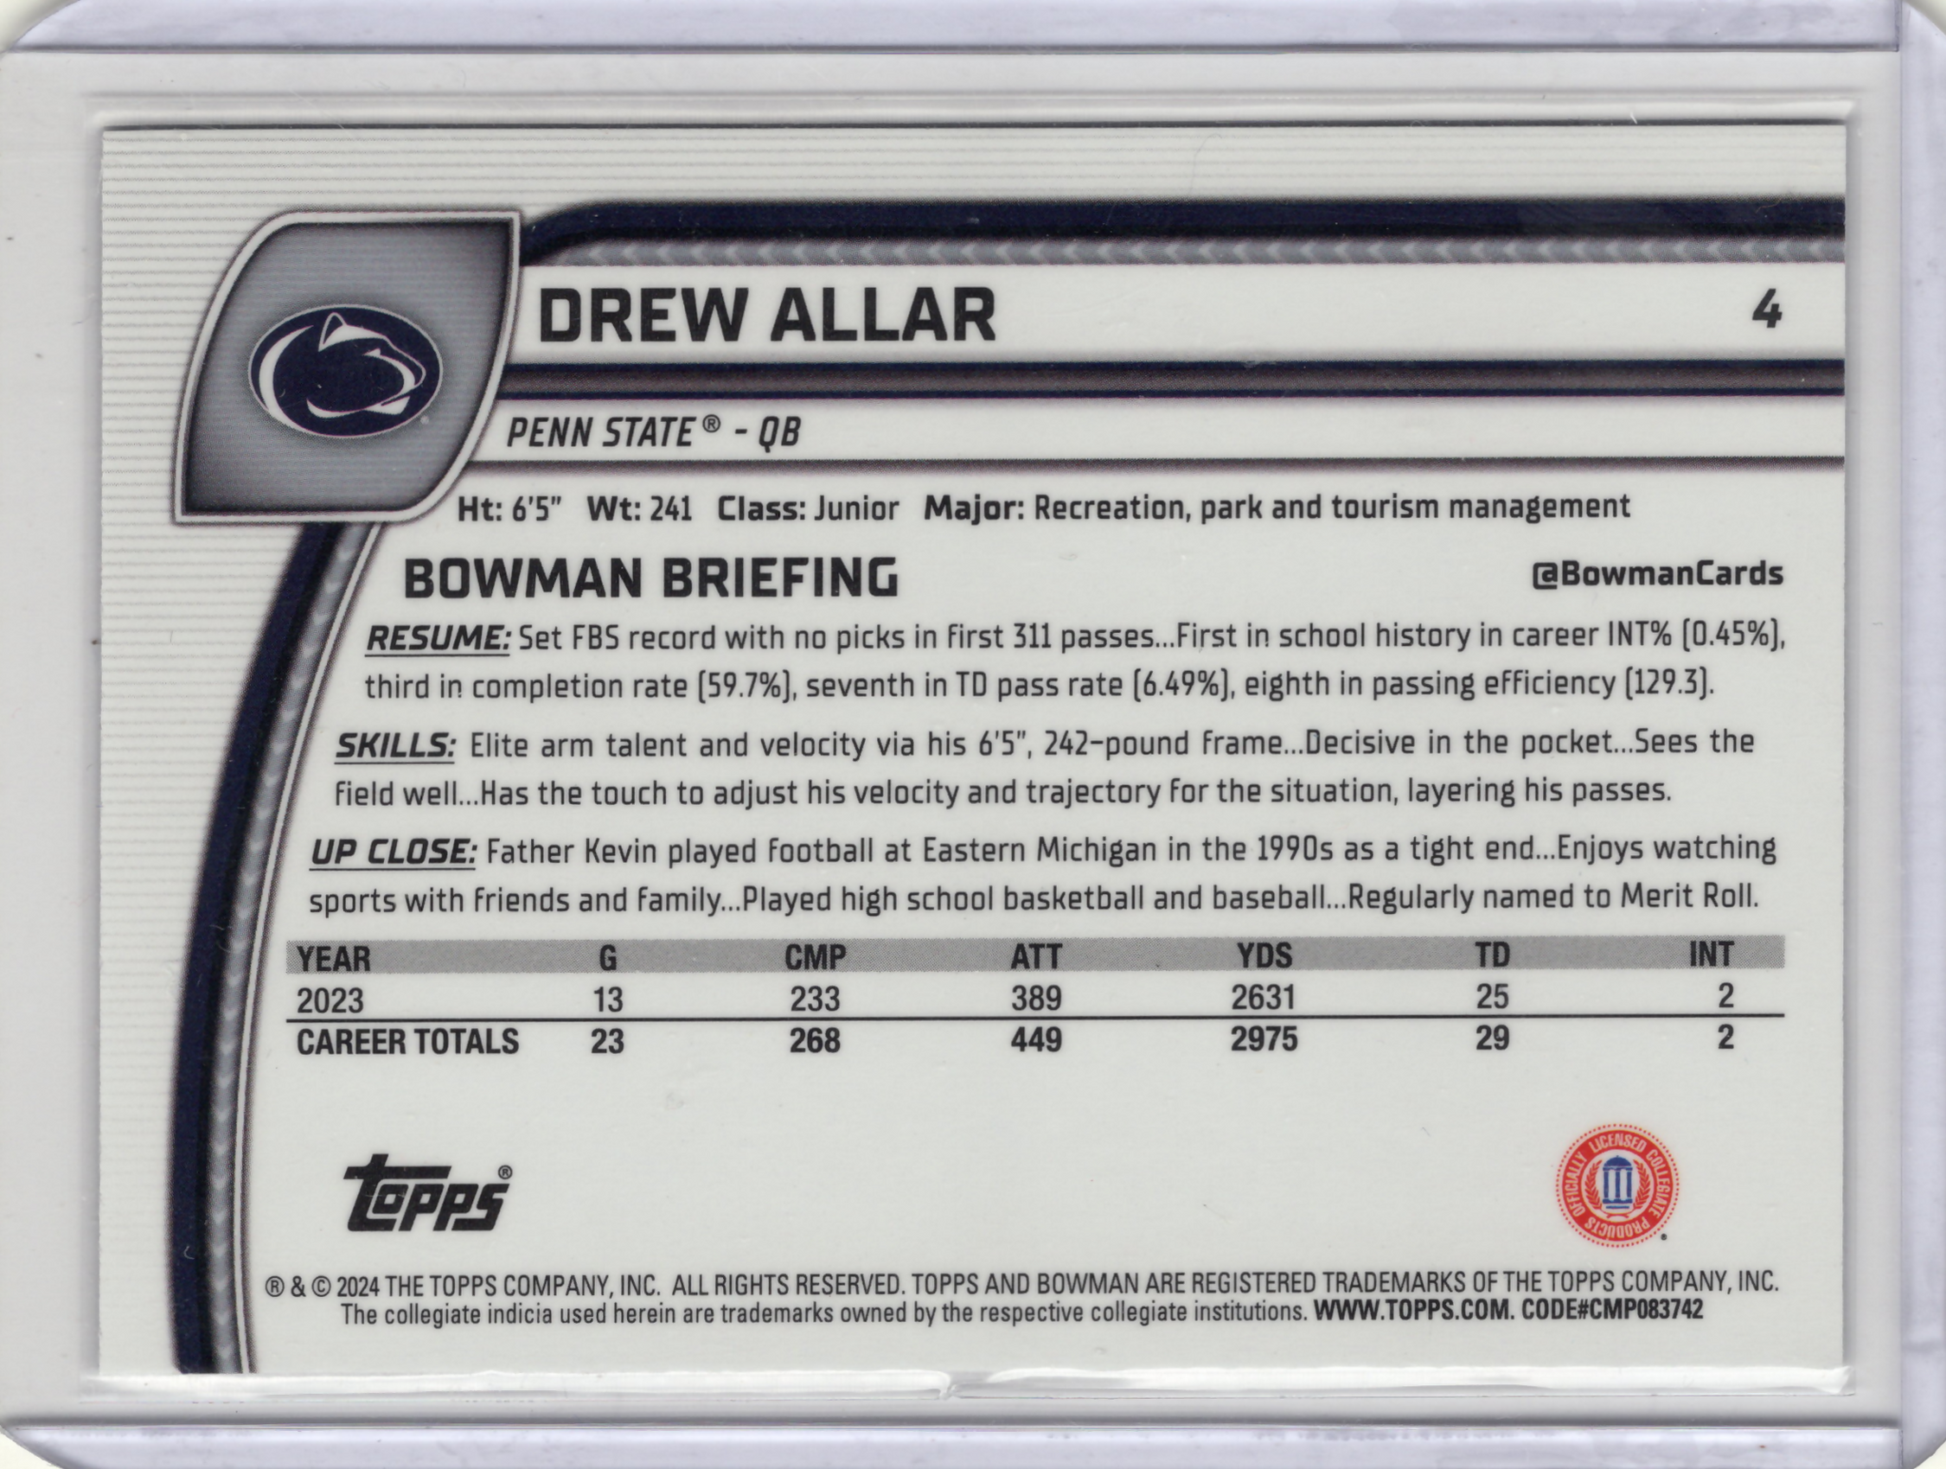 DREW ALLAR
4
PENN STATE® - QB
Ht: 6'5" Wt: 241 Class: Junior Major: Recreation, park and tourism management
BOWMAN BRIEFING
@BowmanCards
RESUME: Set FBS record with no picks in first 311 passes...First in school history in career INT% (0.45%),
third in completion rate (59.7%), seventh in TD pass rate (6.49%), eighth in passing efficiency (129.3).
SKILLS: Elite arm talent and velocity via his 6'5", 242-pound frame...Decisive in the pocket...Sees the
field well...Has the touch to adjust his velocity and trajectory for the situation, layering his passes.
UP CLOSE: Father Kevin played football at Eastern Michigan in the 1990s as a tight end...Enjoys watching
sports with friends and family...Played high school basketball and baseball...Regularly named to Merit Roll.
YEAR G CMP ATT YDS TD INT
2023 13 233 389 2631 25 2
CAREER TOTALS 23 268 449 2975 29 2
topps®
OFFICIALLY LICENSED COLLEGIATE PRODUCTS
® & © 2024 THE TOPPS COMPANY, INC. ALL RIGHTS RESERVED. TOPPS AND BOWMAN ARE REGISTERED TRADEMARKS OF THE TOPPS COMPANY, INC.
The collegiate indicia used herein are trademarks owned by the respective collegiate institutions. WWW.TOPPS.COM. CODE#CMP083742